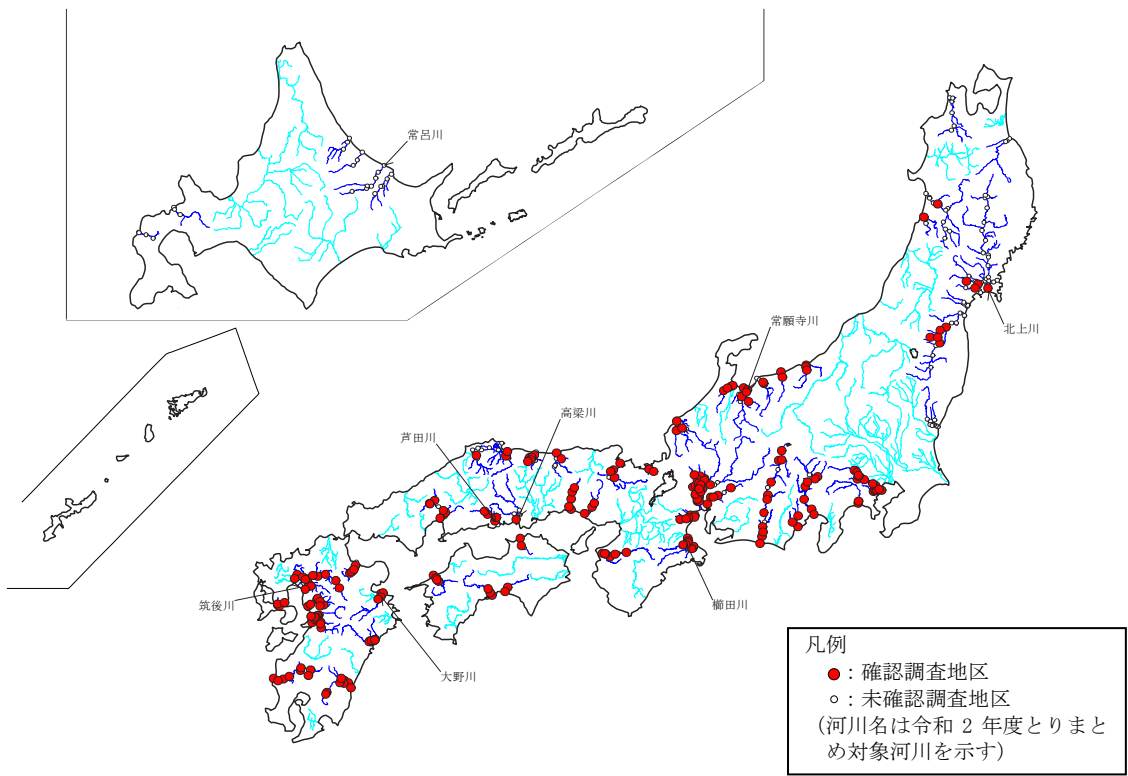 常呂川
北上川
常願寺川
高梁川
芦田川
筑後川
櫛田川
大野川
凡例
●：確認調査地区
○：未確認調査地区
(河川名は令和 2 年度とりまと
め対象河川を示す)